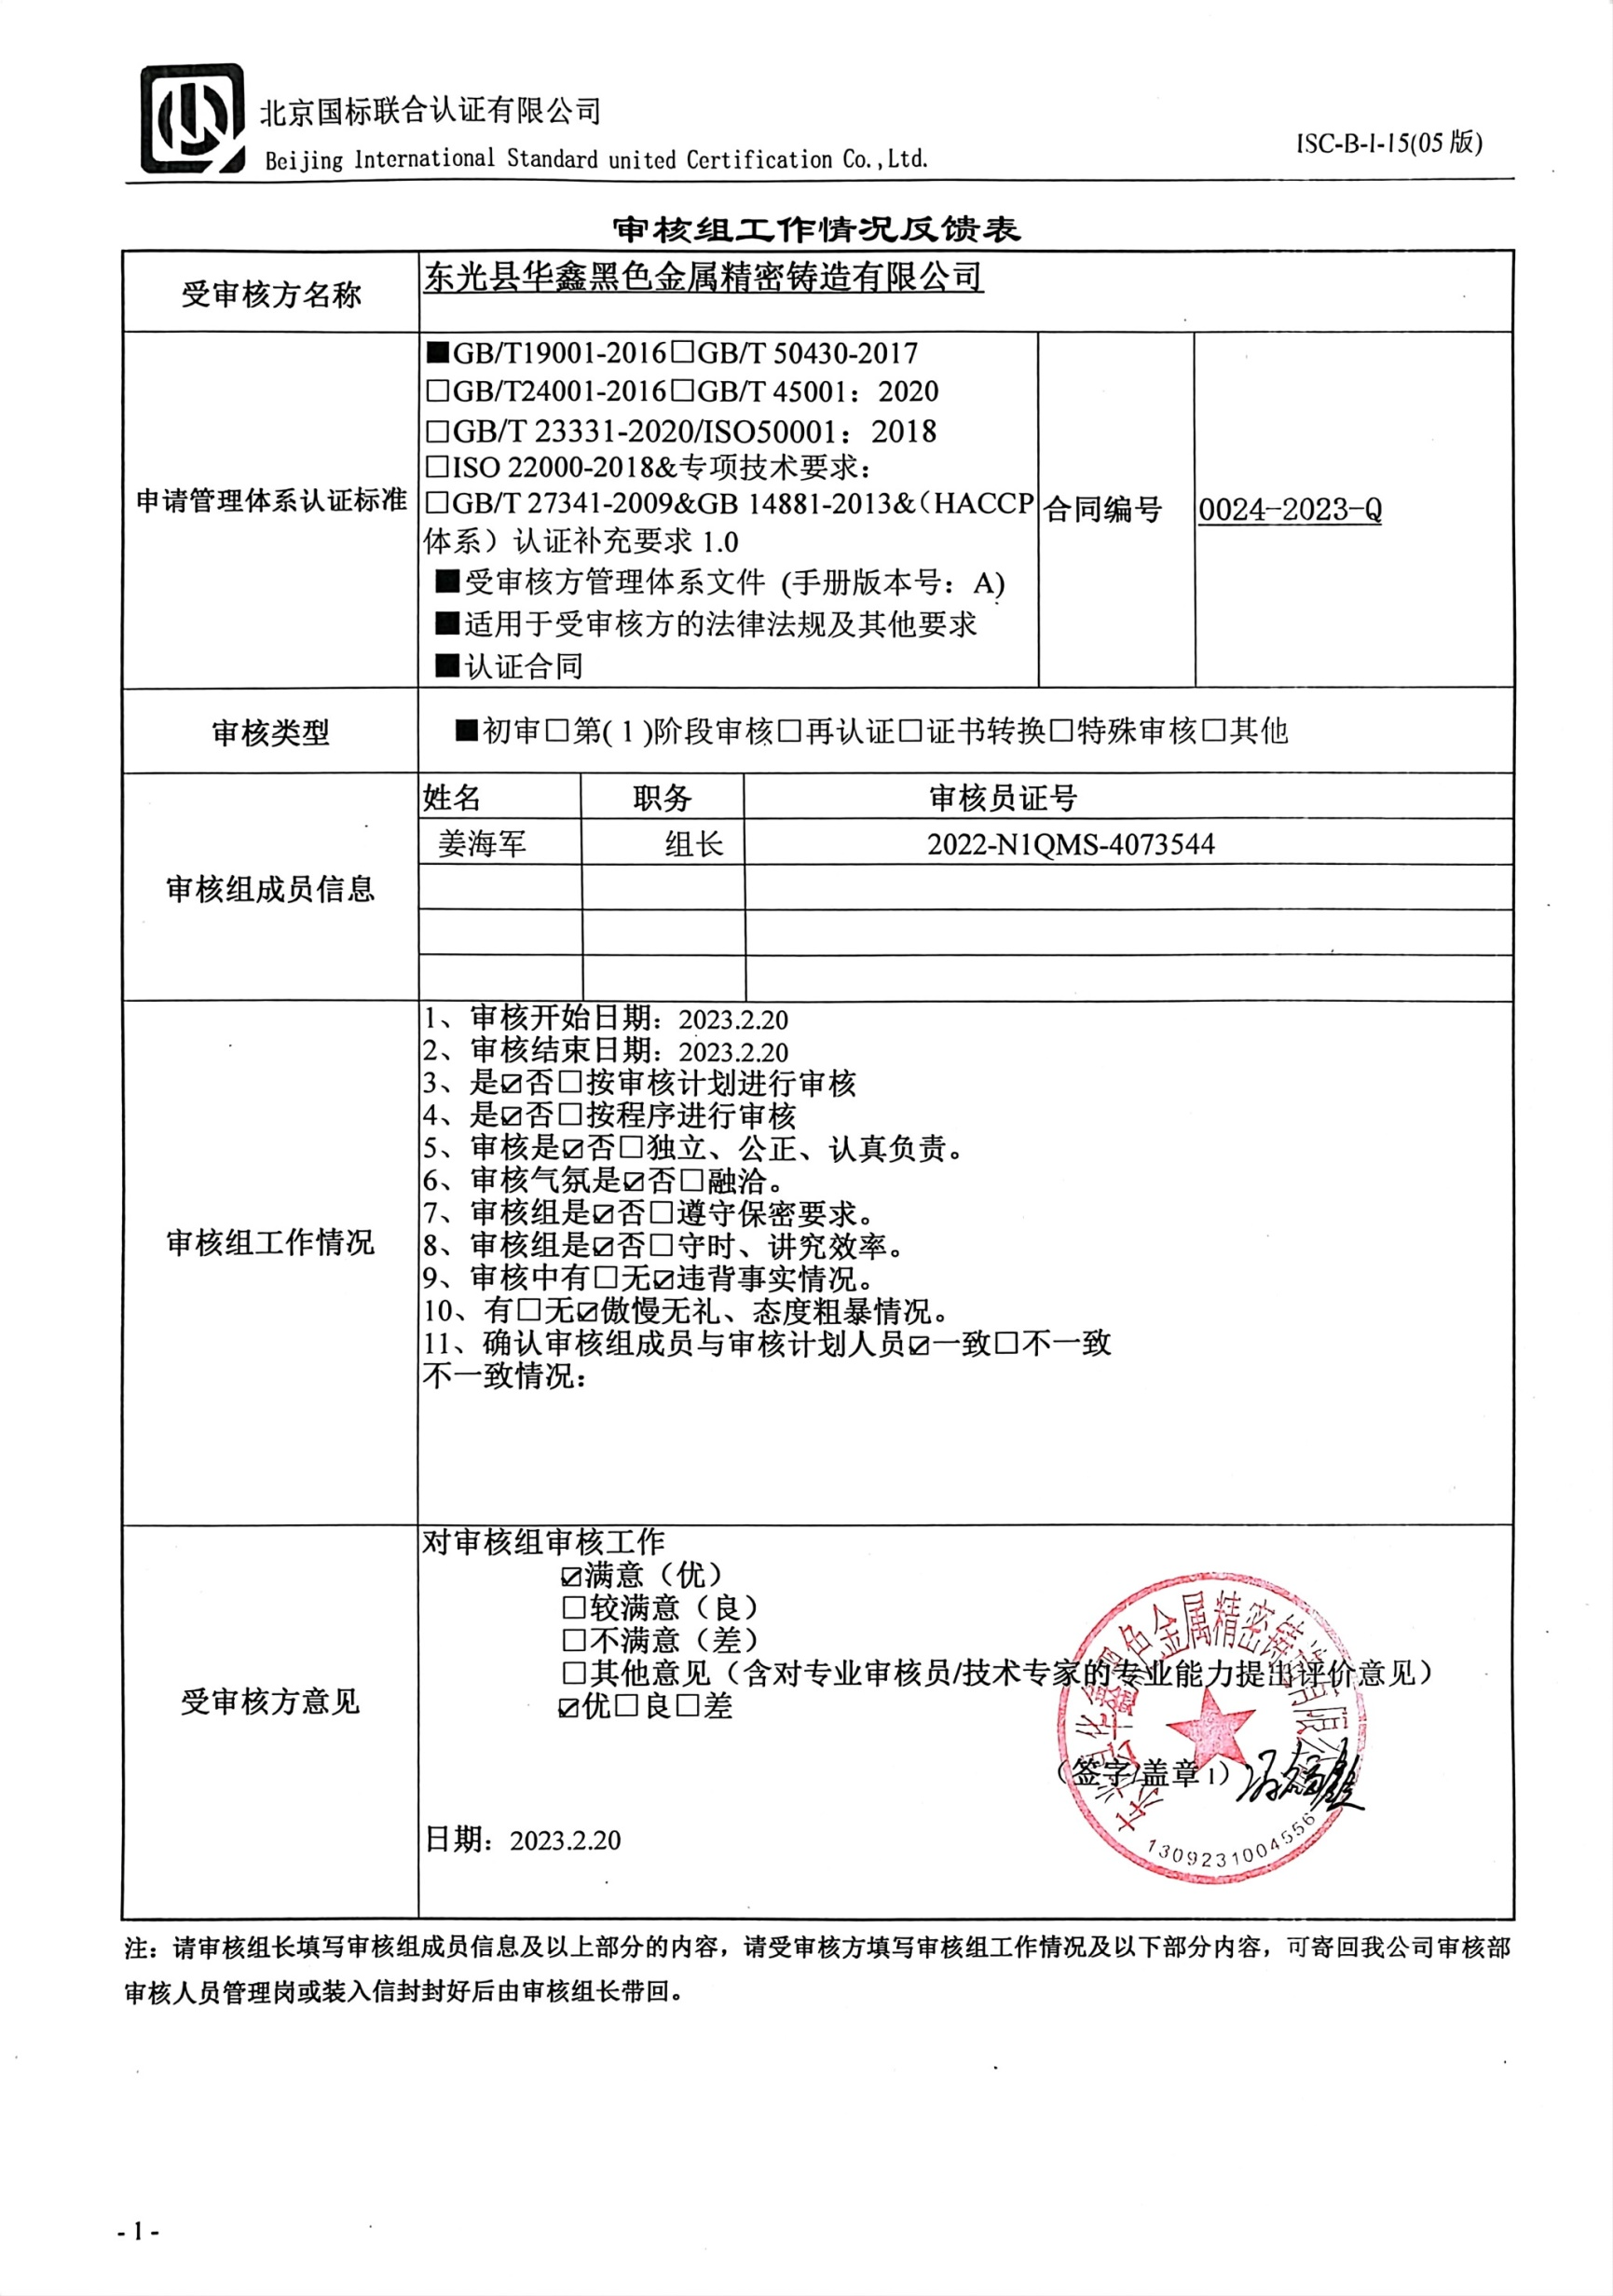 北京国标联合认证有限公司
Beijing International Standard united Certification Co.,Ltd.
ISC-B-I-15(05 版)
审核组工作情况反馈表
受审核方名称
东光县华鑫黑色金属精密铸造有限公司
申请管理体系认证标准
■GB/T19001-2016□GB/T 50430-2017
□GB/T24001-2016□GB/T 45001：2020
□GB/T 23331-2020/ISO50001：2018
□ISO 22000-2018&专项技术要求：
□GB/T 27341-2009&GB 14881-2013&（HACCP
体系）认证补充要求 1.0
■受审核方管理体系文件 (手册版本号：A)
■适用于受审核方的法律法规及其他要求
■认证合同
合同编号
0024-2023-Q
审核类型
■初审□第( 1 )阶段审核□再认证□证书转换□特殊审核□其他
审核组成员信息
姓名 职务 审核员证号
姜海军 组长 2022-N1QMS-4073544
审核组工作情况
1、审核开始日期：2023.2.20
2、审核结束日期：2023.2.20
3、是☑否□按审核计划进行审核
4、是☑否□按程序进行审核
5、审核是☑否□独立、公正、认真负责。
6、审核气氛是☑否□融洽。
7、审核组是☑否□遵守保密要求。
8、审核组是☑否□守时、讲究效率。
9、审核中有□无☑违背事实情况。
10、有□无☑傲慢无礼、态度粗暴情况。
11、确认审核组成员与审核计划人员☑一致□不一致
不一致情况：
受审核方意见
对审核组审核工作
☑满意（优）
□较满意（良）
□不满意（差）
□其他意见（含对专业审核员/技术专家的专业能力提出评价意见）
☑优□良□差
（签字/盖章）
东光县华鑫黑色金属精密铸造有限公司
1309231004556
日期：2023.2.20
注：请审核组长填写审核组成员信息及以上部分的内容，请受审核方填写审核组工作情况及以下部分内容，可寄回我公司审核部
审核人员管理岗或装入信封封好后由审核组长带回。
- 1 -